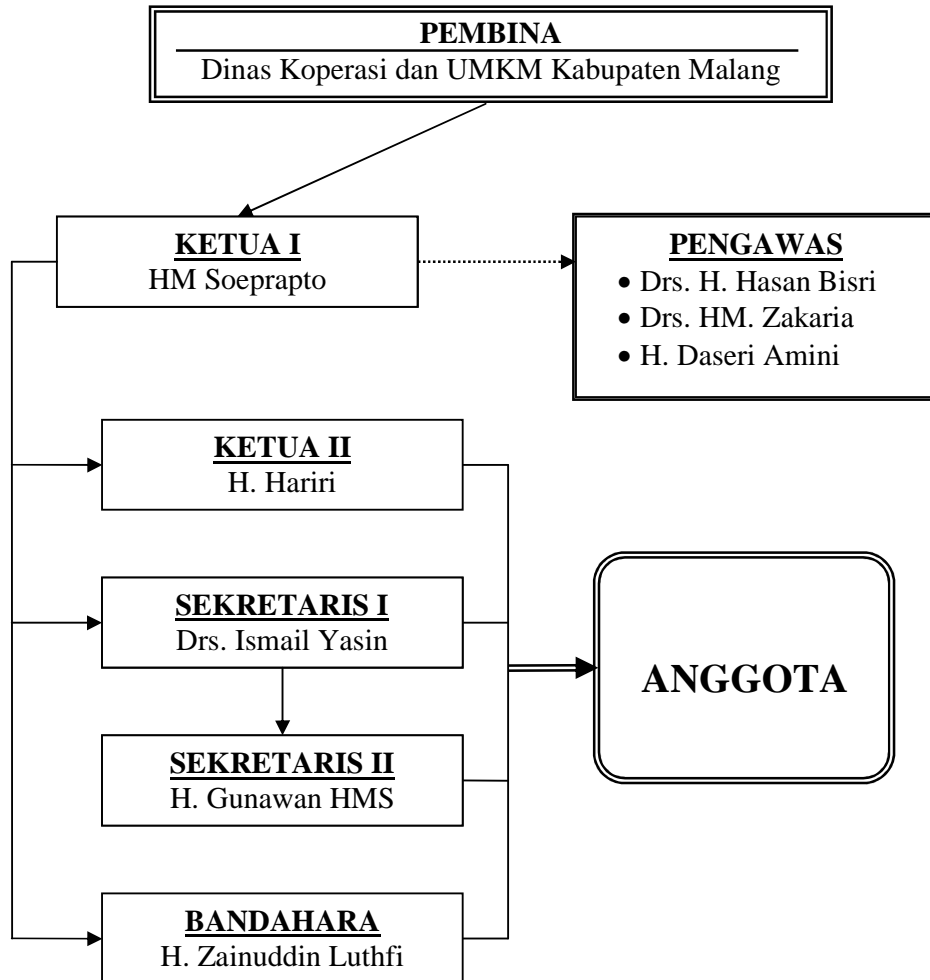 PEMBINA
Dinas Koperasi dan UMKM Kabupaten Malang
KETUA I
HM Soeprapto
PENGAWAS
• Drs. H. Hasan Bisri
• Drs. HM. Zakaria
• H. Daseri Amini
KETUA II
H. Hariri
SEKRETARIS I
Drs. Ismail Yasin
ANGGOTA
SEKRETARIS II
H. Gunawan HMS
BANDAHARA
H. Zainuddin Luthfi